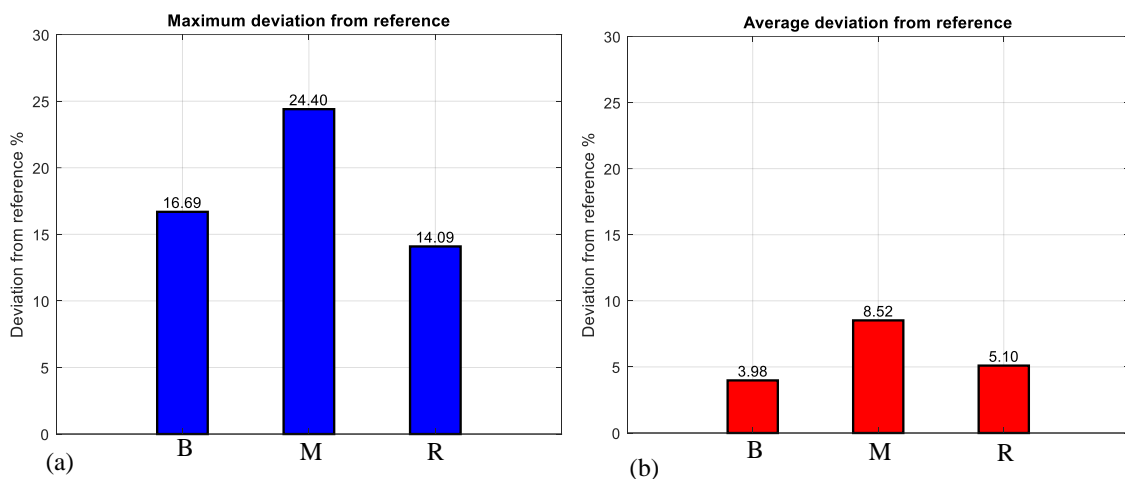 Maximum deviation from reference
Deviation from reference %
30
25
20
15
10
5
0
16.69
24.40
14.09
B
M
R
(a)
Average deviation from reference
Deviation from reference %
30
25
20
15
10
5
0
3.98
8.52
5.10
B
M
R
(b)